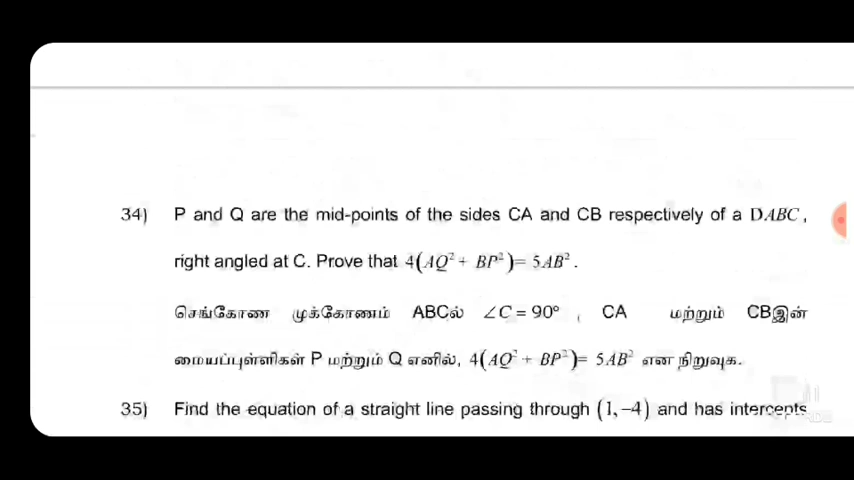 34) P and Q are the mid-points of the sides CA and CB respectively of a DABC,
right angled at C. Prove that 4(AQ² + BP²) = 5AB².
செங்கோண முக்கோணம் ABCல் ∠C = 90°, CA மற்றும் CBஇன்
மையப்புள்ளிகள் P மற்றும் Q எனில், 4(AQ² + BP²) = 5AB² என நிறுவுக.
35) Find the equation of a straight line passing through (1, −4) and has intercepts